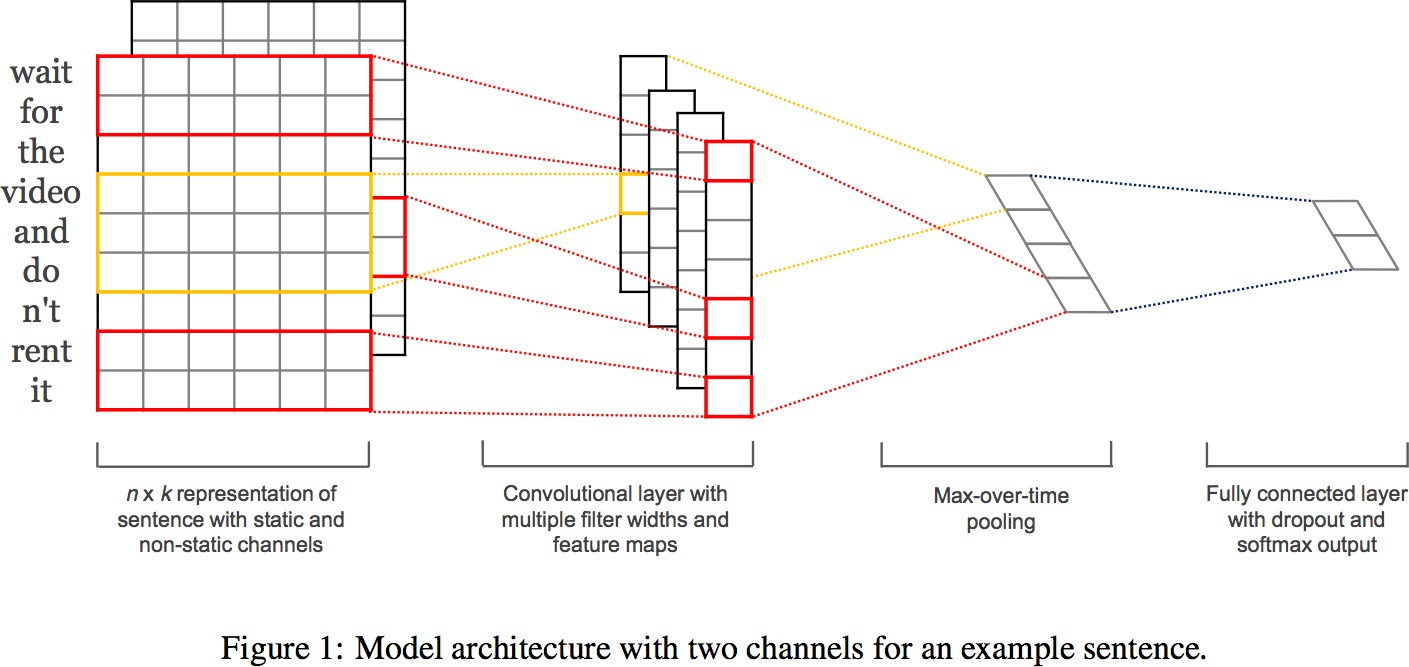 wait
for
the
video
and
do
n't
rent
it
n x k representation of
sentence with static and
non-static channels
Convolutional layer with
multiple filter widths and
feature maps
Max-over-time
pooling
Fully connected layer
with dropout and
softmax output
Figure 1: Model architecture with two channels for an example sentence.